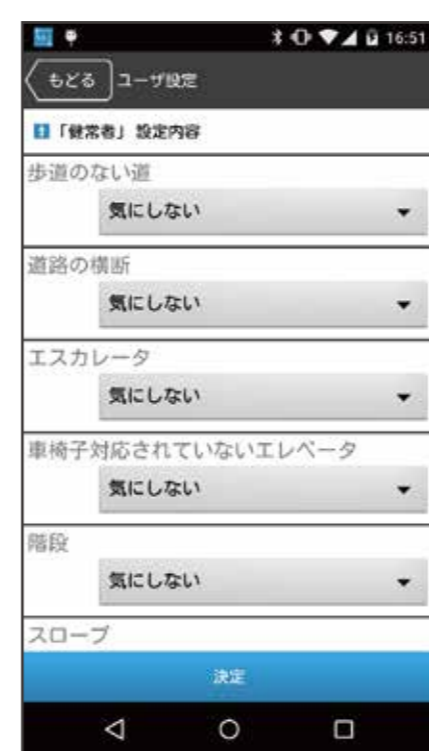 16:51
もどる ユーザ設定
「健常者」設定内容
歩道のない道
気にしない
道路の横断
気にしない
エスカレータ
気にしない
車椅子対応されていないエレベータ
気にしない
階段
気にしない
スロープ
決定